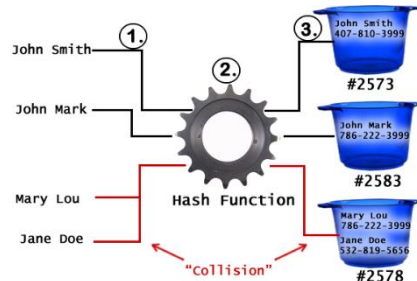 1.
2.
3.
John Smith
John Mark
Mary Lou
Jane Doe
Hash Function
"Collision"
John Smith
407-810-3999
#2573
John Mark
786-222-3999
#2583
Mary Lou
786-222-3999
Jane Doe
532-819-5656
#2578